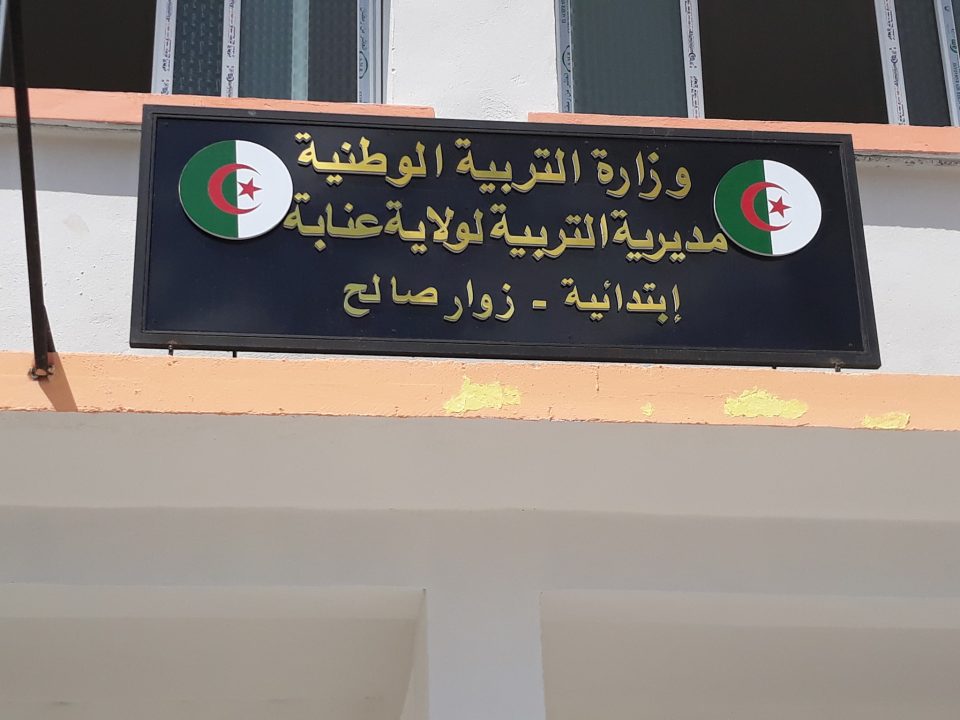 وزارة التربية الوطنية
مديرية التربية لولاية عنابة
إبتدائية - زوار صالح